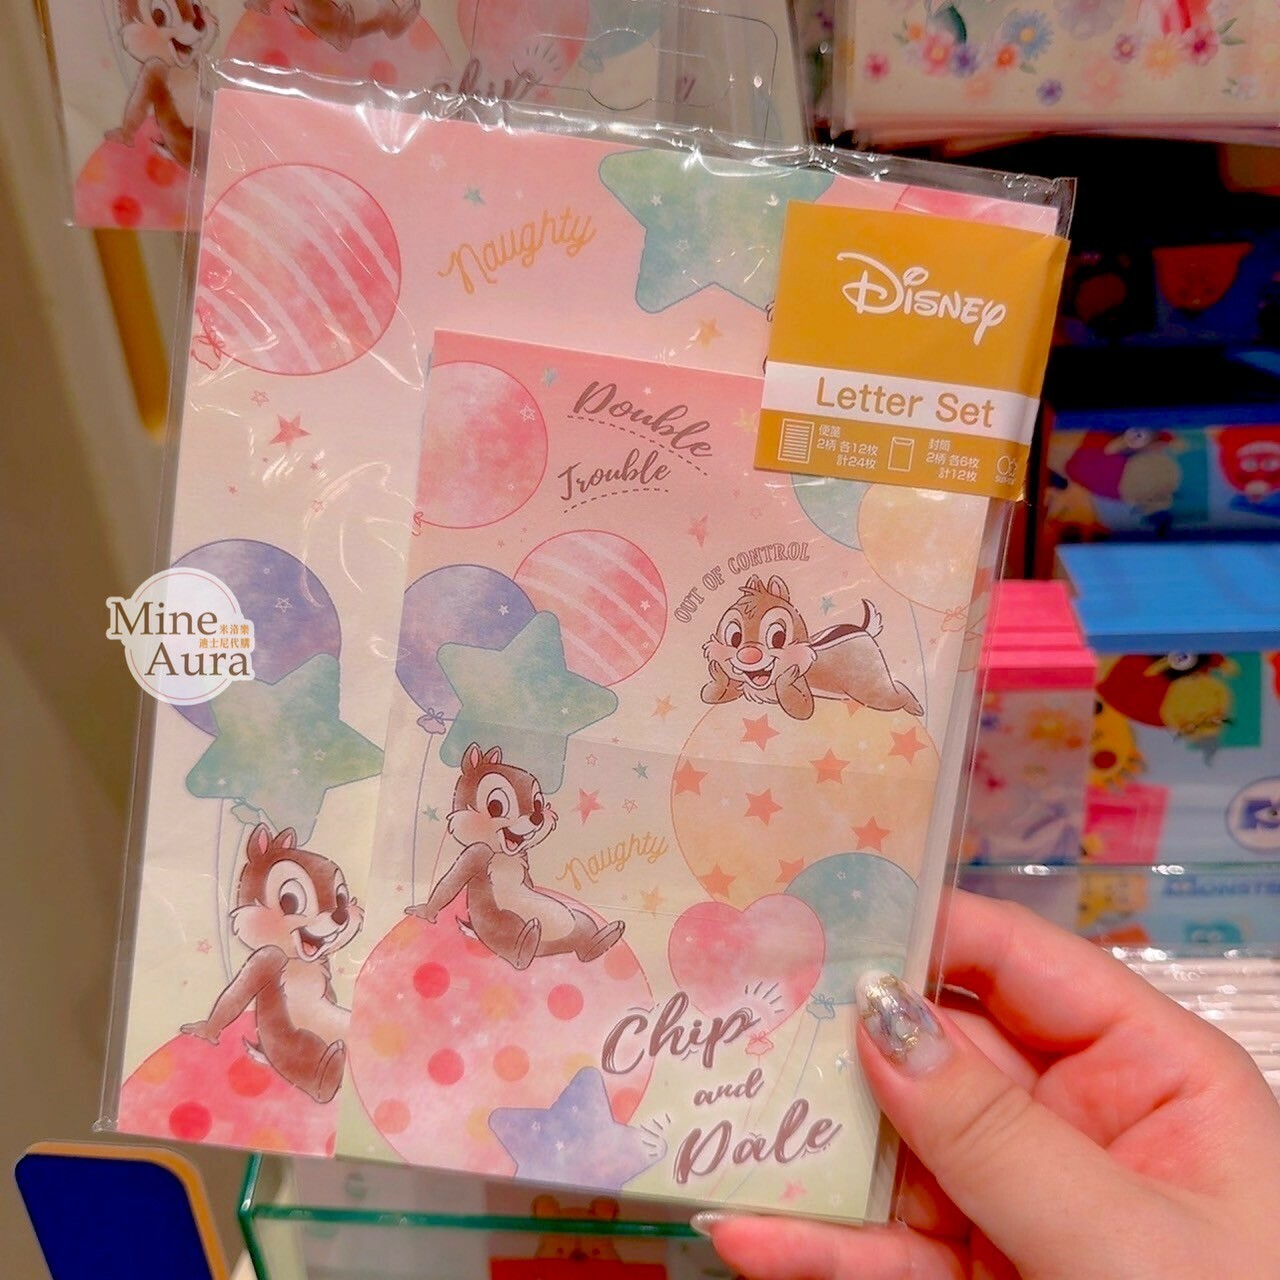 Chip
Naughty
Disney
Letter Set
便箋
2柄 各12枚
計24枚
封筒
2柄 各6枚
計12枚
Double
Trouble
OUT OF CONTROL
Mine
米洛樂
迪士尼代購
Aura
Naughty
Chip
and
Dale